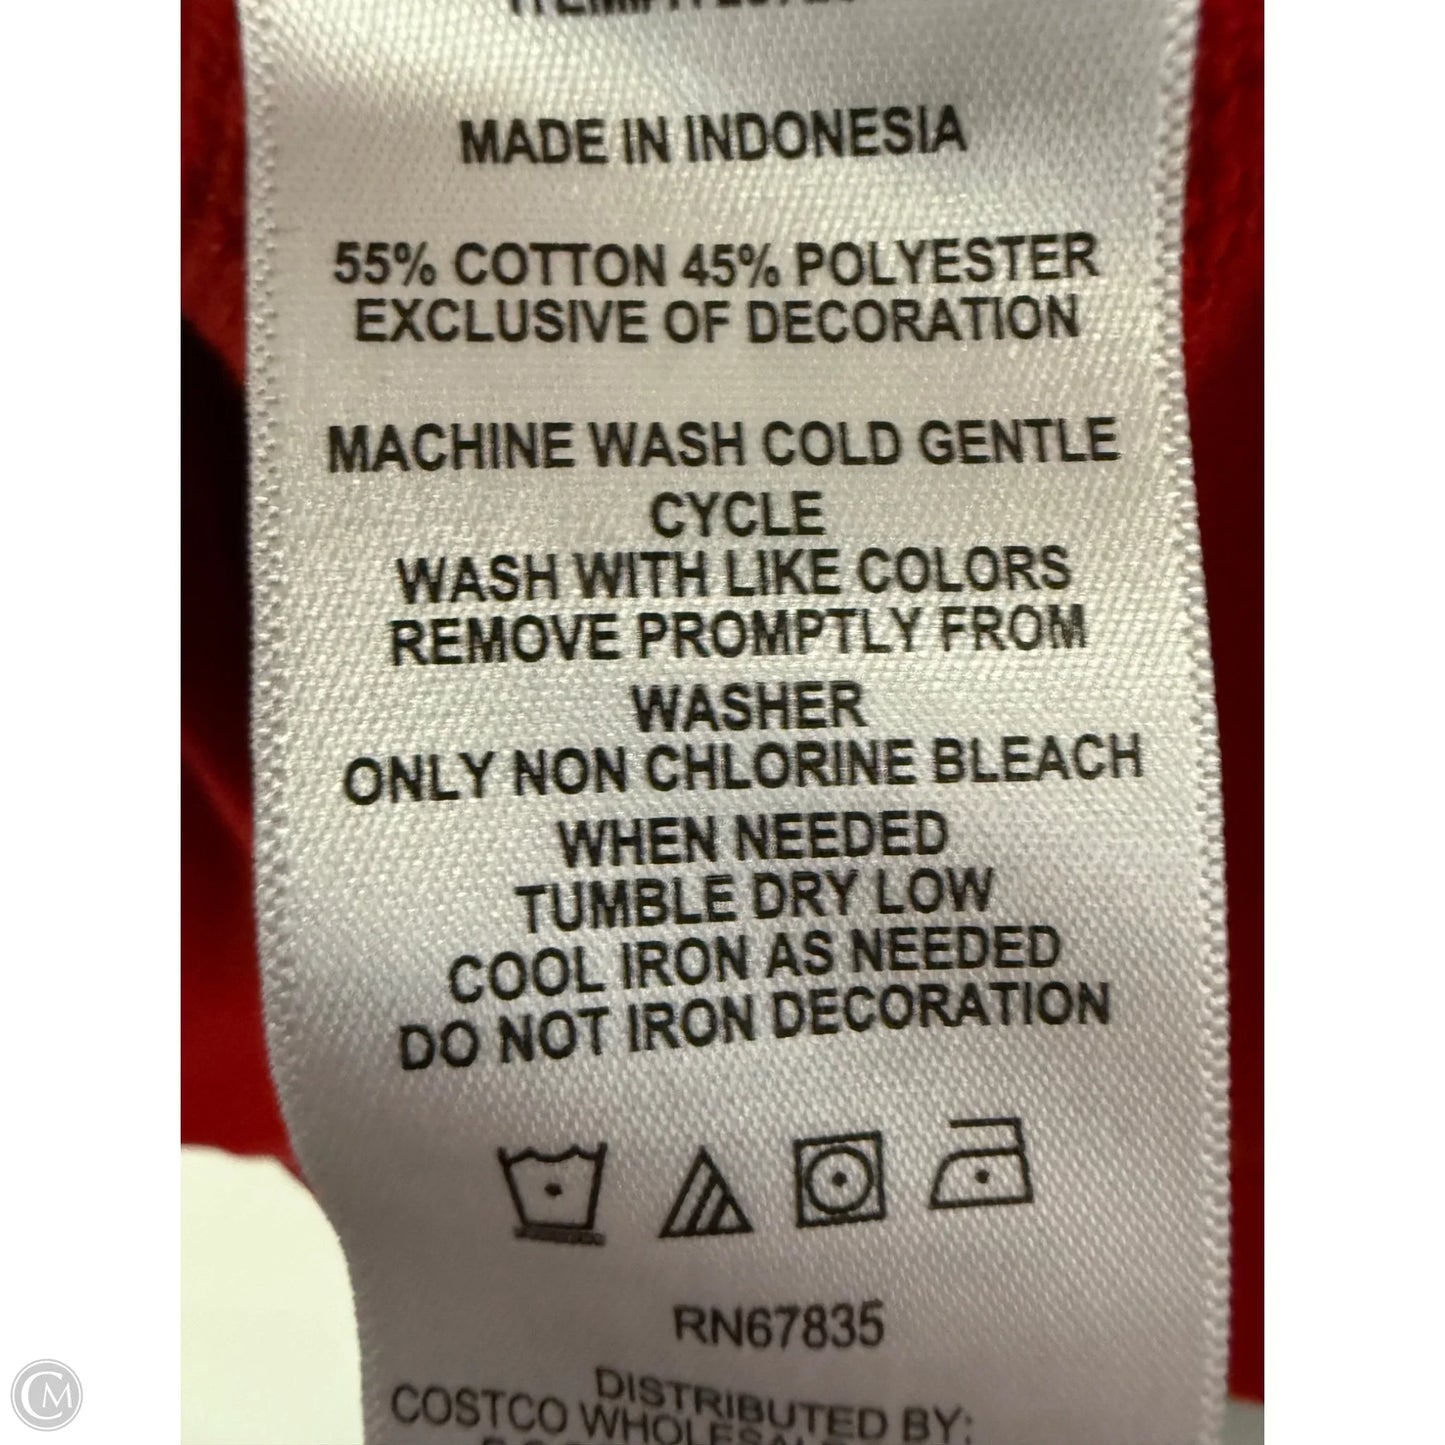 MADE IN INDONESIA
55% COTTON 45% POLYESTER
EXCLUSIVE OF DECORATION
MACHINE WASH COLD GENTLE
CYCLE
WASH WITH LIKE COLORS
REMOVE PROMPTLY FROM
WASHER
ONLY NON CHLORINE BLEACH
WHEN NEEDED
TUMBLE DRY LOW
COOL IRON AS NEEDED
DO NOT IRON DECORATION
RN67835
DISTRIBUTED BY:
COSTCO WHOLESALE
CM